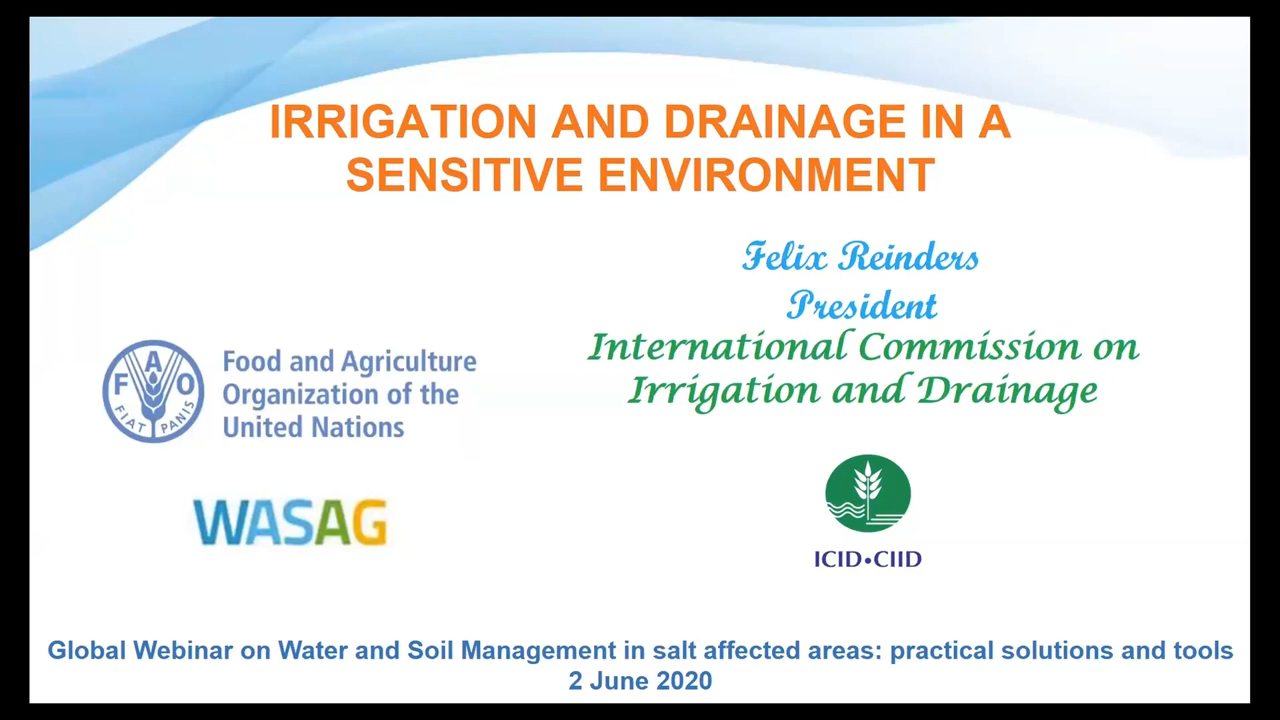 IRRIGATION AND DRAINAGE IN A
SENSITIVE ENVIRONMENT
Felix Reinders
President
International Commission on
Irrigation and Drainage
F A O
FIAT PANIS
Food and Agriculture
Organization of the
United Nations
WASAG
ICID•CIID
Global Webinar on Water and Soil Management in salt affected areas: practical solutions and tools
2 June 2020